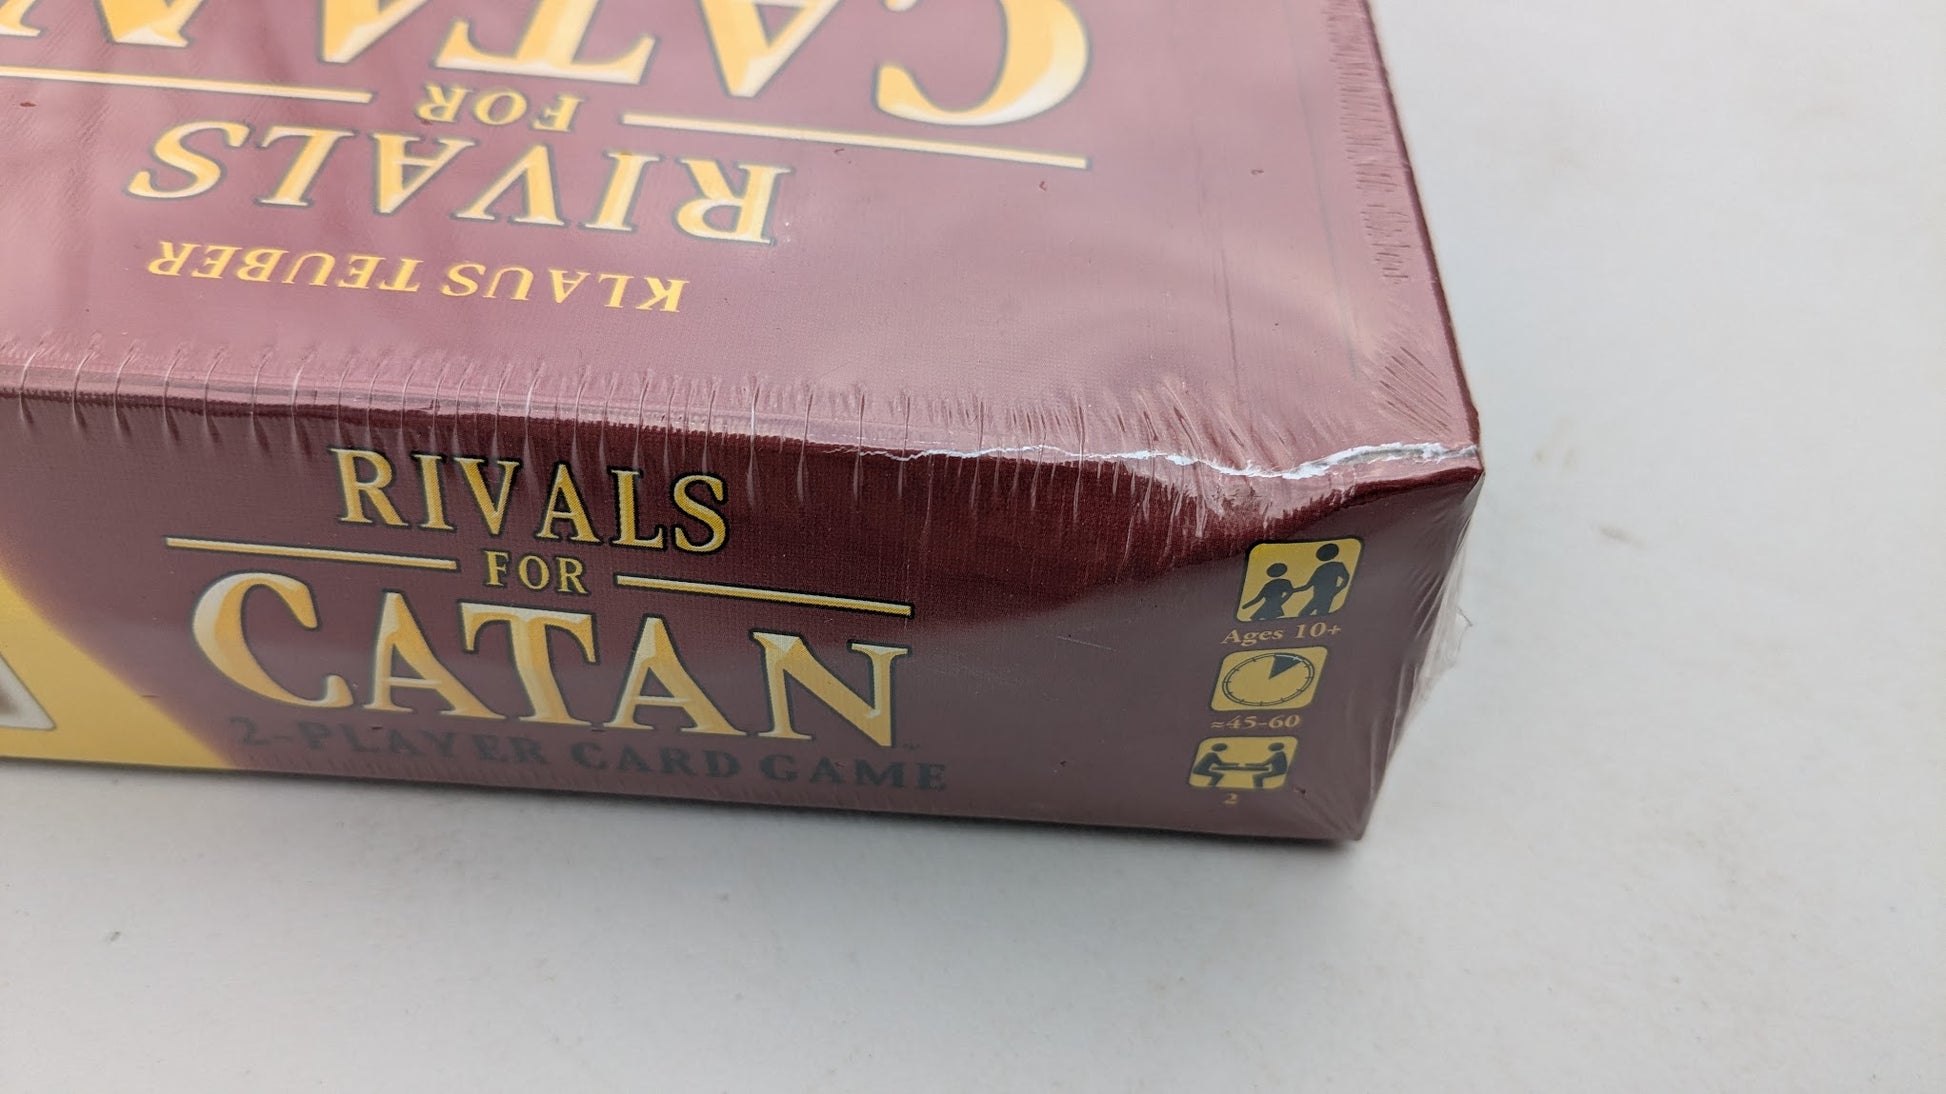 KLAUS TEUBER
RIVALS
FOR
CATAN
RIVALS
FOR
CATAN
2-PLAYER CARD GAME
Ages 10+
≈45-60
2